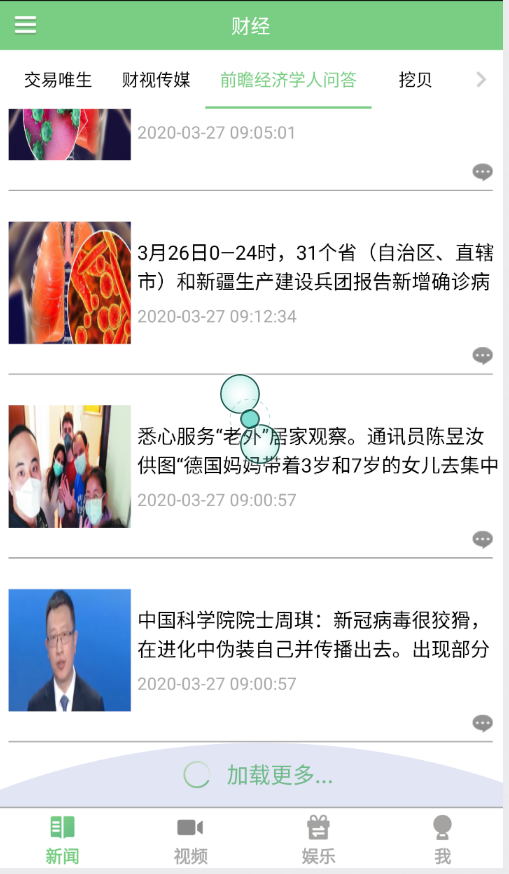 财经
交易唯生 财视传媒 前瞻经济学人问答 挖贝
2020-03-27 09:05:01
3月26日0—24时，31个省（自治区、直辖
市）和新疆生产建设兵团报告新增确诊病
2020-03-27 09:12:34
悉心服务“老外”居家观察。通讯员陈昱汝
供图“德国妈妈带着3岁和7岁的女儿去集中
2020-03-27 09:00:57
中国科学院院士周琪：新冠病毒很狡猾，
在进化中伪装自己并传播出去。出现部分
2020-03-27 09:00:57
加载更多...
新闻 视频 娱乐 我